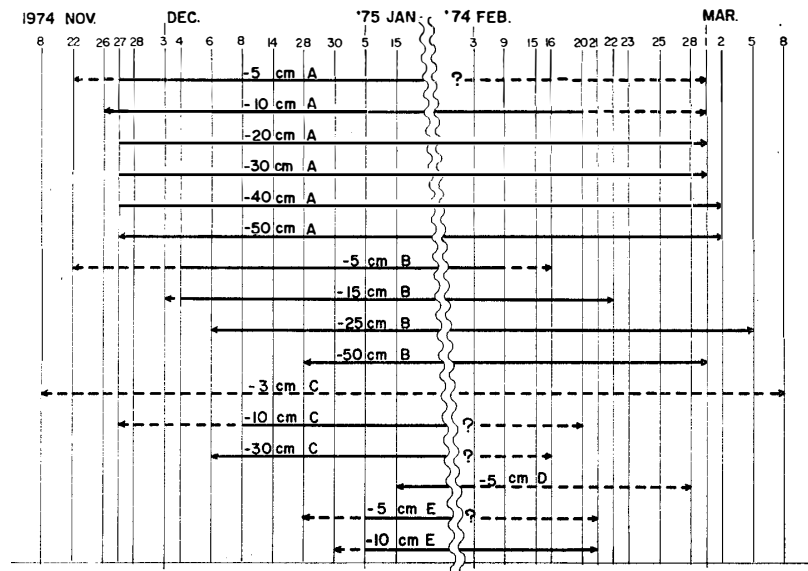 1974 NOV. DEC. '75 JAN. '74 FEB. MAR.
8 22 26 27 28 3 4 6 8 14 28 30 5 15 3 9 15 16 20 21 22 23 25 28 1 2 5 8
-5 cm A ?
-10 cm A
-20 cm A
-30 cm A
-40 cm A
-50 cm A
-5 cm B
-15 cm B
-25 cm B
-50 cm B
-3 cm C
-10 cm C ?
-30 cm C ?
-5 cm D
-5 cm E ?
-10 cm E